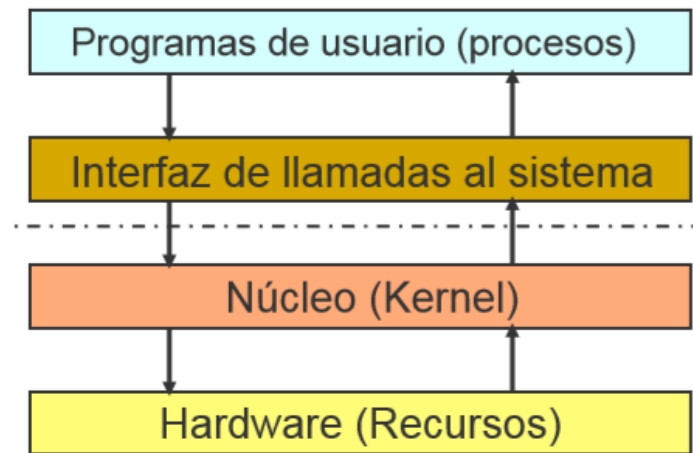 Programas de usuario (procesos)
Interfaz de llamadas al sistema
Núcleo (Kernel)
Hardware (Recursos)